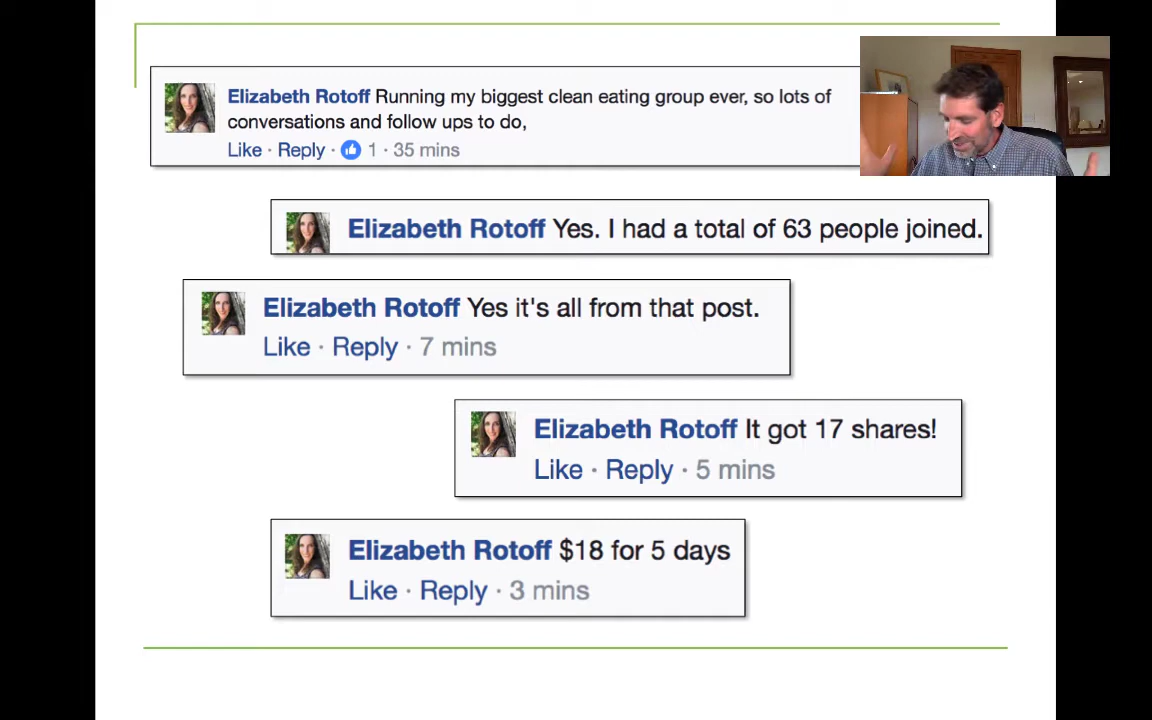 Elizabeth Rotoff Running my biggest clean eating group ever, so lots of
conversations and follow ups to do,
Like · Reply · 1 · 35 mins
Elizabeth Rotoff Yes. I had a total of 63 people joined.
Elizabeth Rotoff Yes it's all from that post.
Like · Reply · 7 mins
Elizabeth Rotoff It got 17 shares!
Like · Reply · 5 mins
Elizabeth Rotoff $18 for 5 days
Like · Reply · 3 mins